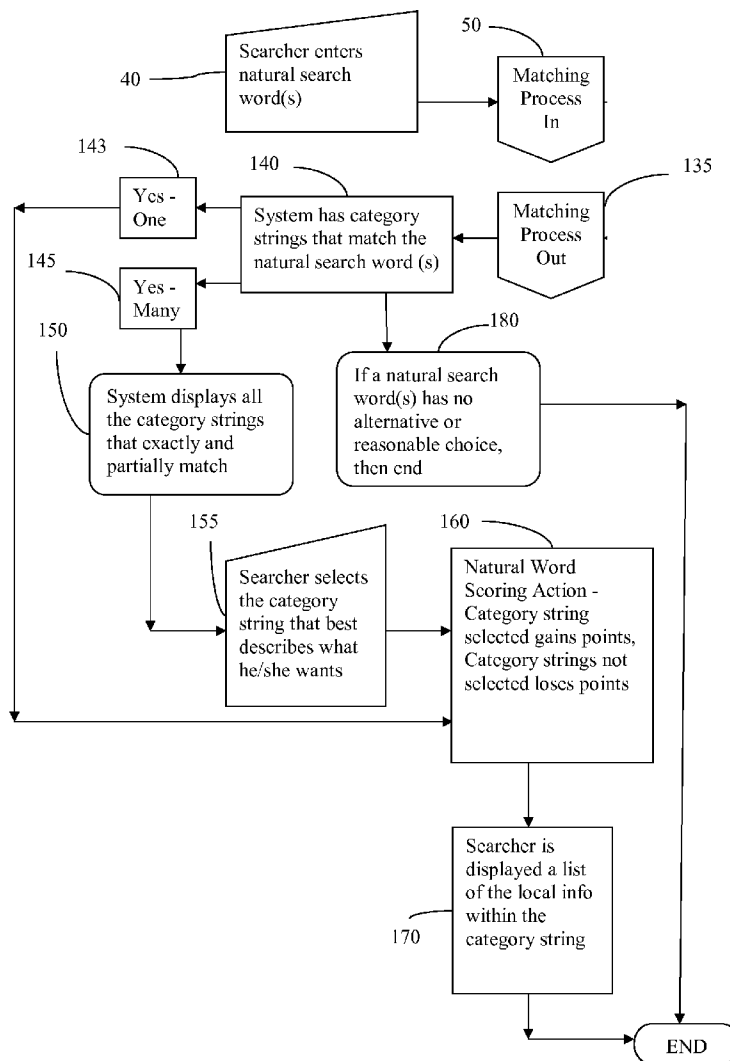 50
Searcher enters
natural search
word(s)
40
Matching
Process
In
143
140
135
Yes -
One
System has category
strings that match the
natural search word (s)
Matching
Process
Out
145
Yes -
Many
150
180
System displays all
the category strings
that exactly and
partially match
If a natural search
word(s) has no
alternative or
reasonable choice,
then end
155
160
Searcher selects
the category
string that best
describes what
he/she wants
Natural Word
Scoring Action -
Category string
selected gains points,
Category strings not
selected loses points
Searcher is
displayed a list
of the local info
within the
category string
170
END